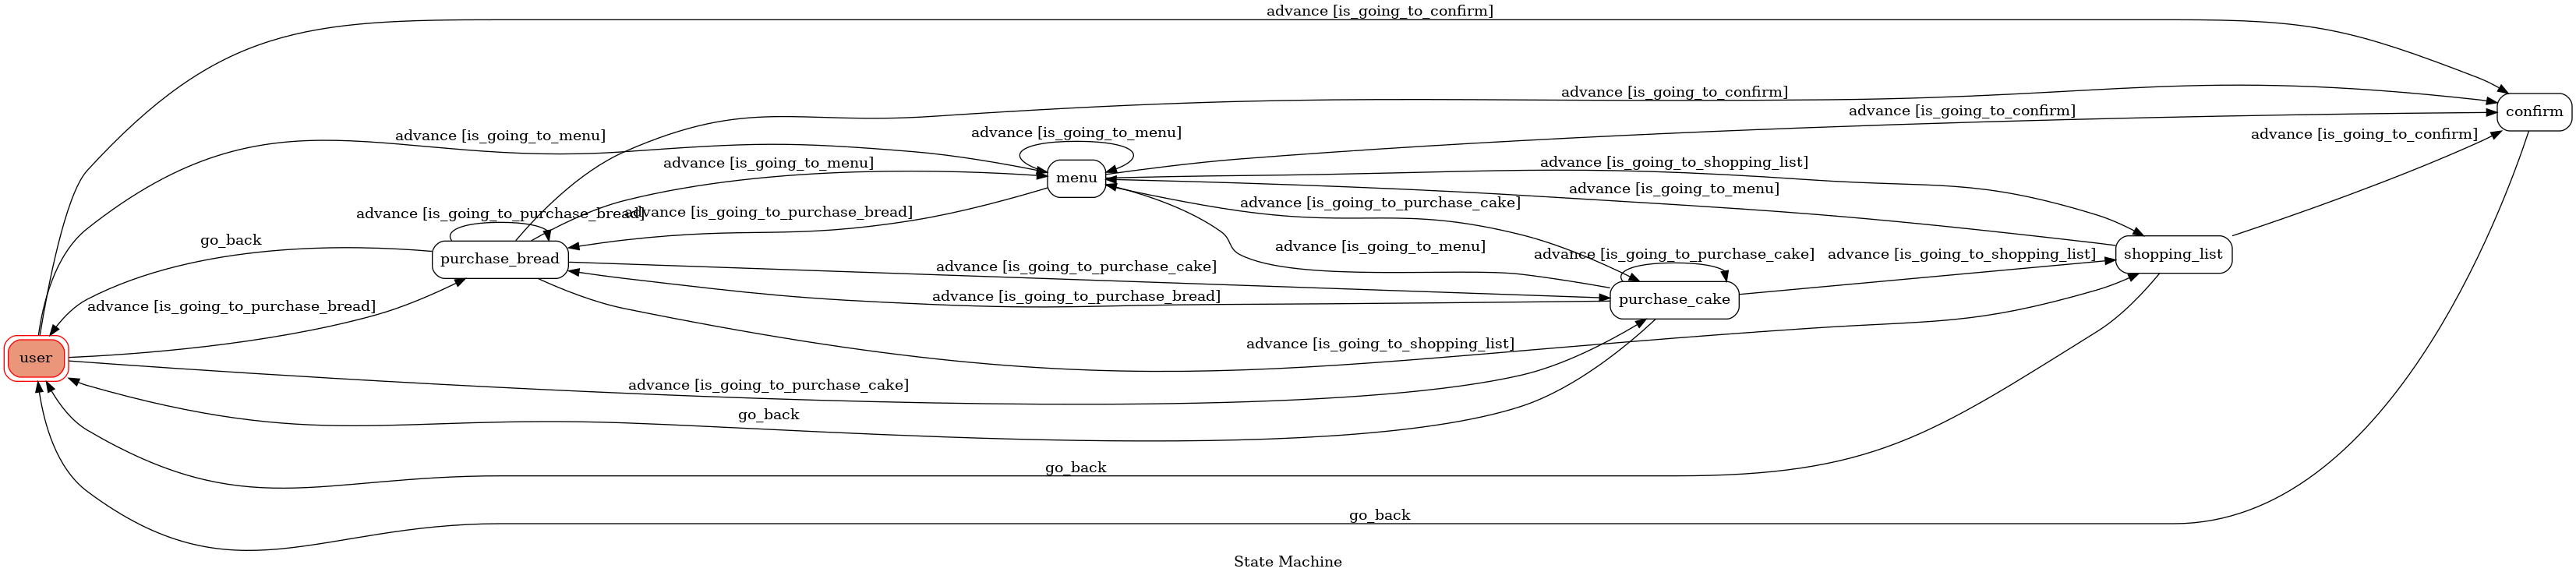 advance [is_going_to_confirm]
advance [is_going_to_confirm]
advance [is_going_to_confirm]
confirm
advance [is_going_to_menu]
advance [is_going_to_menu]
advance [is_going_to_confirm]
advance [is_going_to_menu]
advance [is_going_to_shopping_list]
menu
advance [is_going_to_menu]
advance [is_going_to_purchase_cake]
advance [is_going_to_purchase_bread]
advance [is_going_to_purchase_bread]
go_back
advance [is_going_to_menu]
advance [is_going_to_purchase_cake]
advance [is_going_to_shopping_list]
shopping_list
purchase_bread
advance [is_going_to_purchase_cake]
advance [is_going_to_purchase_bread]
purchase_cake
advance [is_going_to_purchase_bread]
advance [is_going_to_shopping_list]
user
advance [is_going_to_purchase_cake]
go_back
go_back
go_back
State Machine